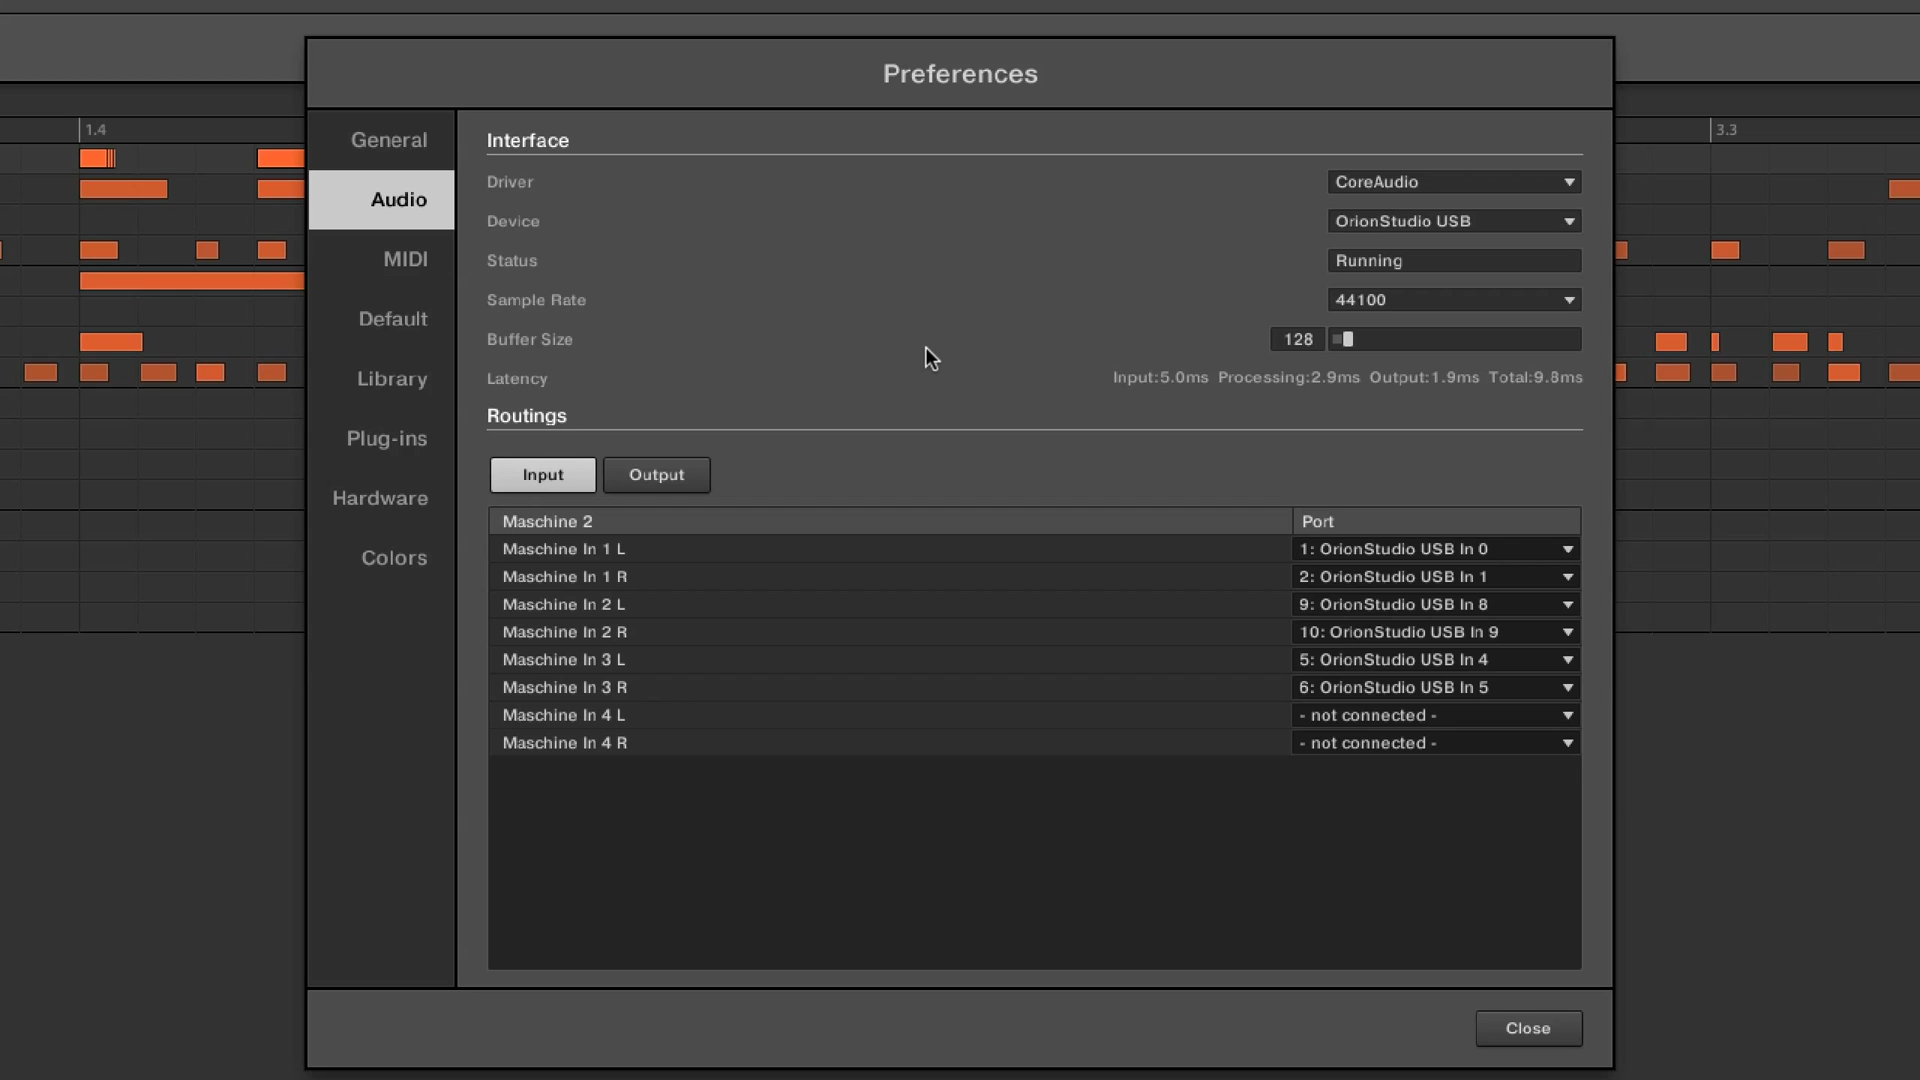 Preferences
1.4
3.3
General
Audio
MIDI
Default
Library
Plug-ins
Hardware
Colors
Interface
Driver CoreAudio
Device OrionStudio USB
Status Running
Sample Rate 44100
Buffer Size 128
Latency Input:5.0ms Processing:2.9ms Output:1.9ms Total:9.8ms
Routings
Input Output
Maschine 2 Port
Maschine In 1 L 1: OrionStudio USB In 0
Maschine In 1 R 2: OrionStudio USB In 1
Maschine In 2 L 9: OrionStudio USB In 8
Maschine In 2 R 10: OrionStudio USB In 9
Maschine In 3 L 5: OrionStudio USB In 4
Maschine In 3 R 6: OrionStudio USB In 5
Maschine In 4 L - not connected -
Maschine In 4 R - not connected -
Close